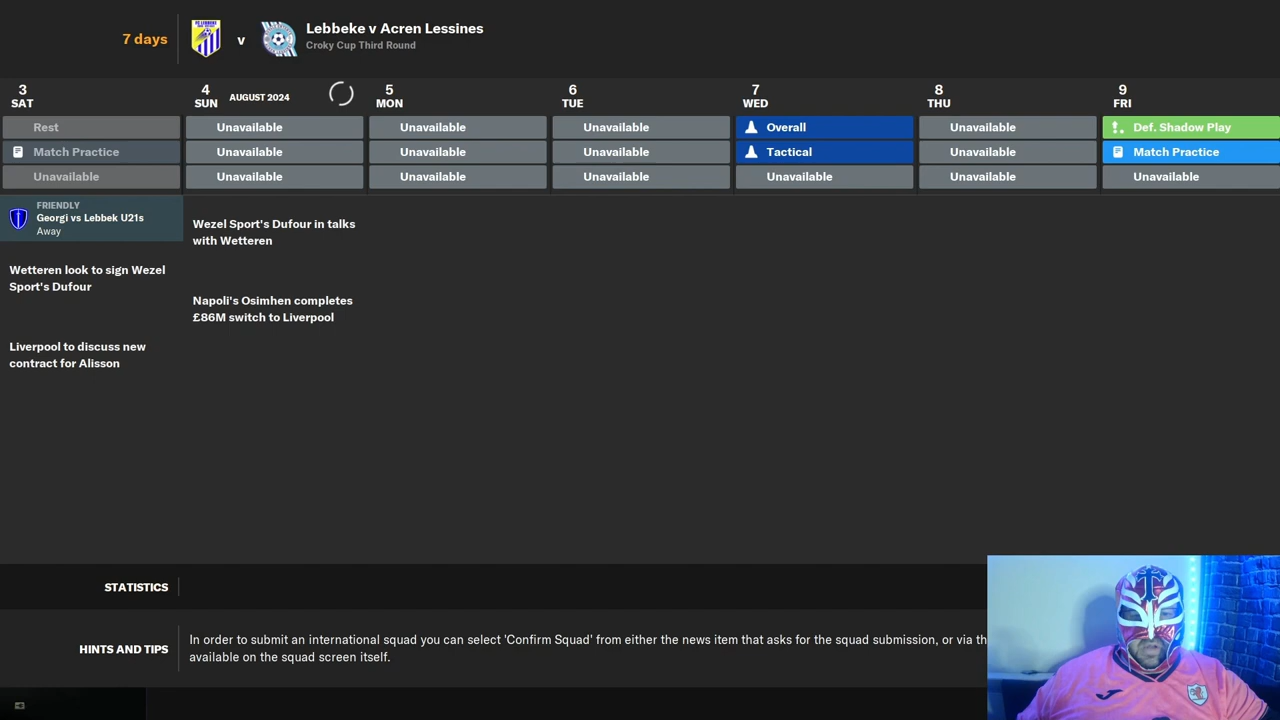 7 days
v
Lebbeke v Acren Lessines
Croky Cup Third Round
3
SAT
4
SUN
AUGUST 2024
5
MON
6
TUE
7
WED
8
THU
9
FRI
Rest
Unavailable
Unavailable
Unavailable
Overall
Unavailable
Def. Shadow Play
Match Practice
Unavailable
Unavailable
Unavailable
Tactical
Unavailable
Match Practice
Unavailable
Unavailable
Unavailable
Unavailable
Unavailable
Unavailable
Unavailable
FRIENDLY
Georgi vs Lebbek U21s
Away
Wetteren look to sign Wezel
Sport's Dufour
Liverpool to discuss new
contract for Alisson
Wezel Sport's Dufour in talks
with Wetteren
Napoli's Osimhen completes
£86M switch to Liverpool
STATISTICS
HINTS AND TIPS
In order to submit an international squad you can select 'Confirm Squad' from either the news item that asks for the squad submission, or via th
available on the squad screen itself.